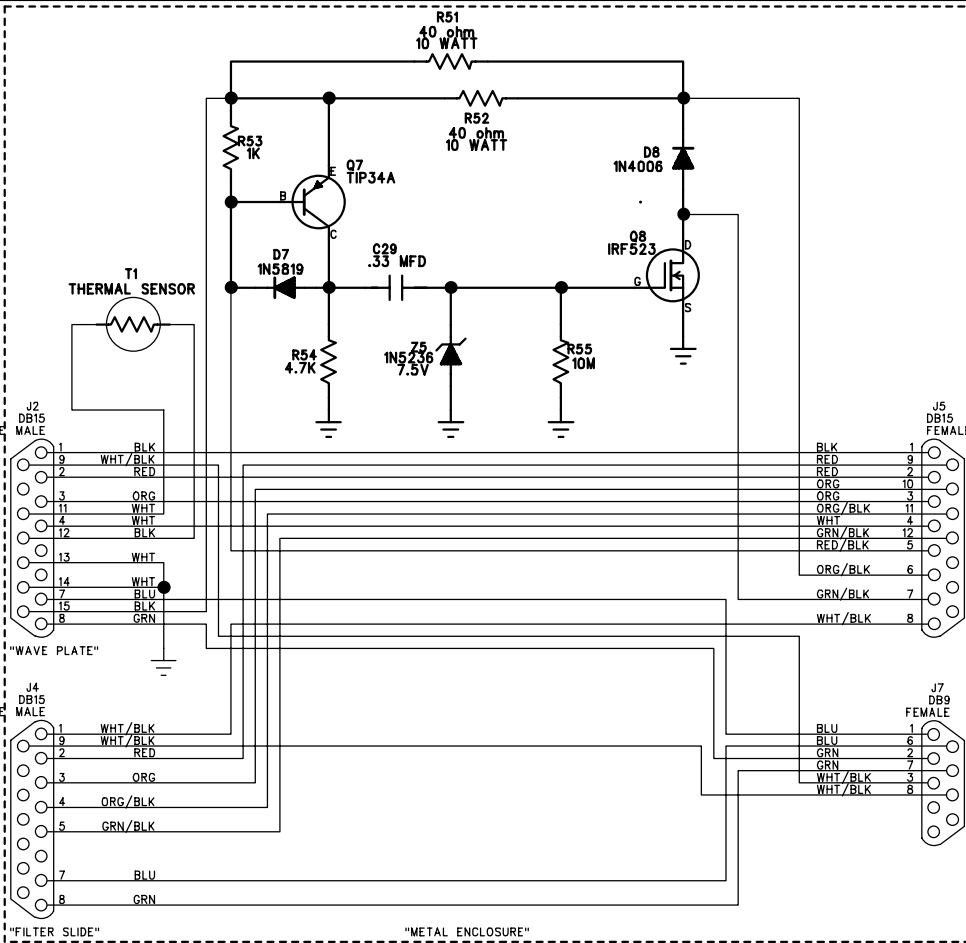 R51
40 ohm
10 WATT
R52
40 ohm
10 WATT
R53
1K
Q7
TIP34A
E
B
C
D8
1N4006
Q8
IRF523
D
G
S
D7
1N5819
C29
.33 MFD
T1
THERMAL SENSOR
R54
4.7K
Z5
1N5236
7.5V
R55
10M
J2
DB15
E MALE
1 BLK
9 WHT/BLK
2 RED
3 ORG
11 WHT
4 WHT
12 BLK
13 WHT
14 WHT
7 BLU
15 BLK
8 GRN
"WAVE PLATE"
J5
DB15
FEMALE
BLK 1
RED 9
RED 2
ORG 10
ORG 3
ORG/BLK 11
WHT 4
GRN/BLK 12
RED/BLK 5
ORG/BLK 6
GRN/BLK 7
WHT/BLK 8
J4
DB15
E MALE
1 WHT/BLK
9 WHT/BLK
2 RED
3 ORG
4 ORG/BLK
5 GRN/BLK
7 BLU
8 GRN
"FILTER SLIDE"
J7
DB9
FEMALE
BLU 1
BLU 6
GRN 2
GRN 7
WHT/BLK 3
WHT/BLK 8
"METAL ENCLOSURE"